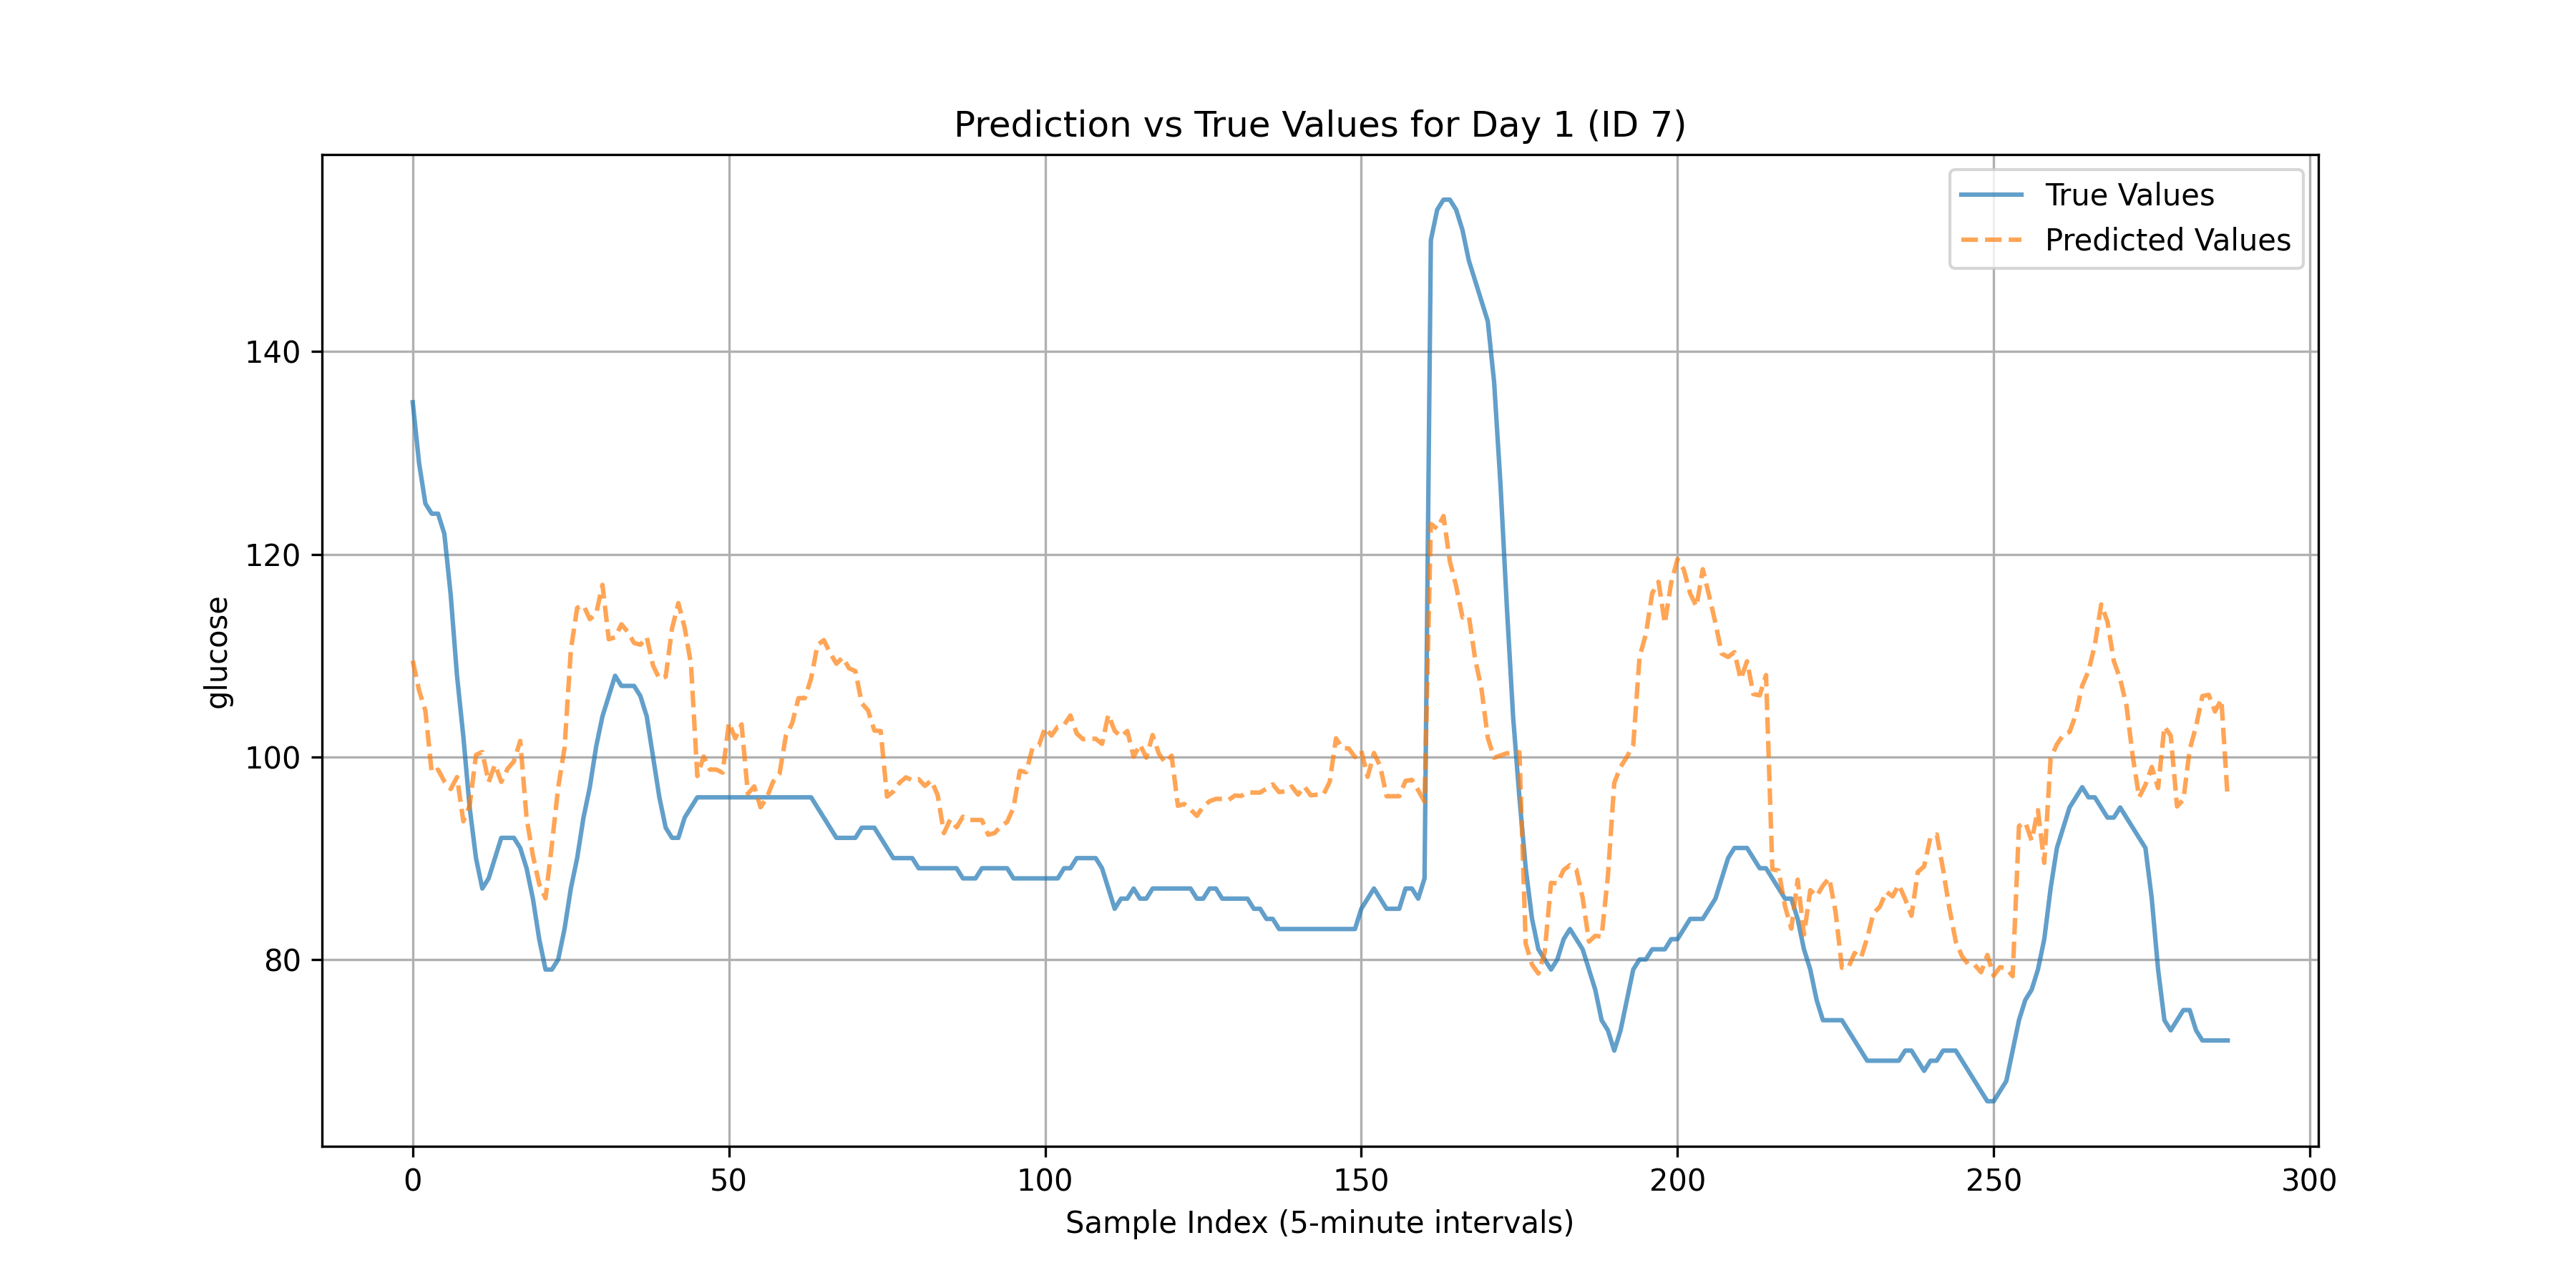 Prediction vs True Values for Day 1 (ID 7)
True Values
Predicted Values
glucose
140
120
100
80
0 50 100 150 200 250 300
Sample Index (5-minute intervals)